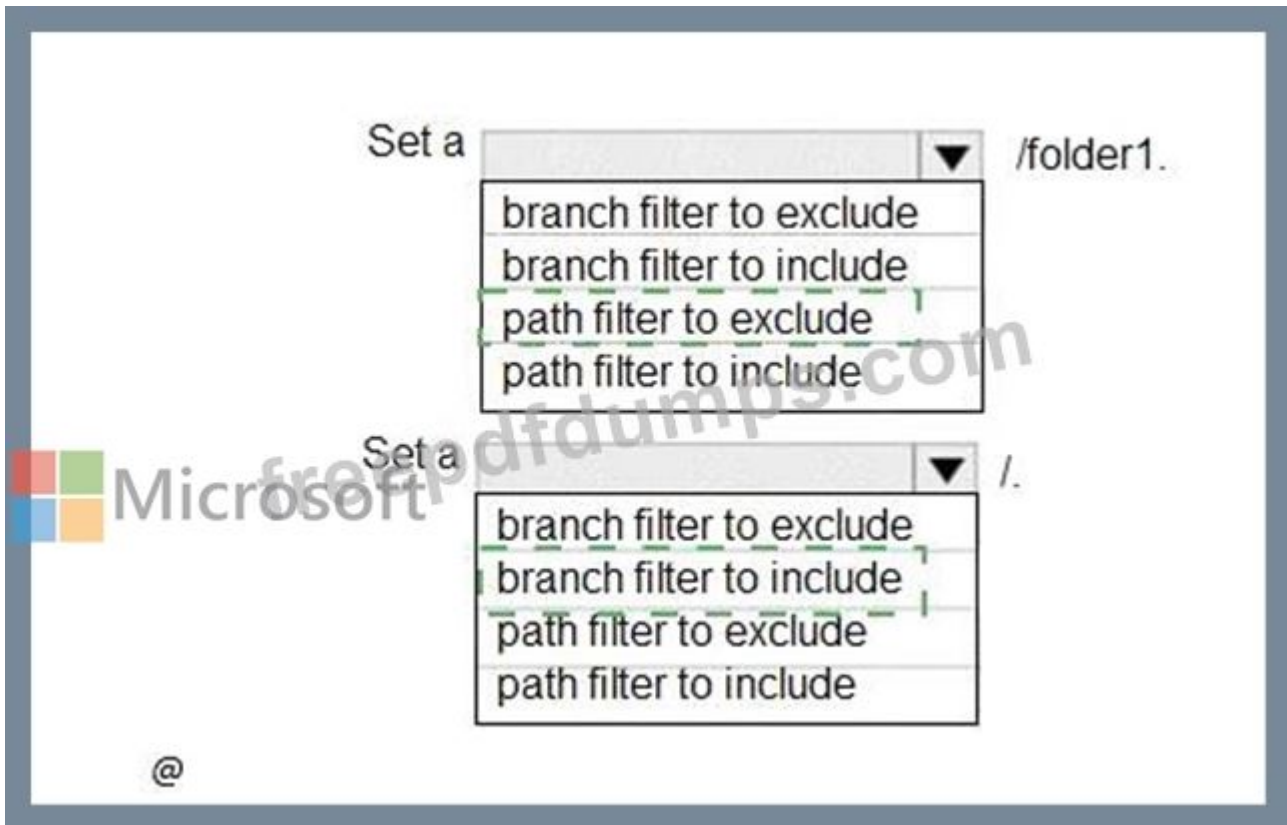 Set a /folder1.
branch filter to exclude
branch filter to include
path filter to exclude
path filter to include
Set a /.
branch filter to exclude
branch filter to include
path filter to exclude
path filter to include
Microsoft
freepdfdumps.com
@